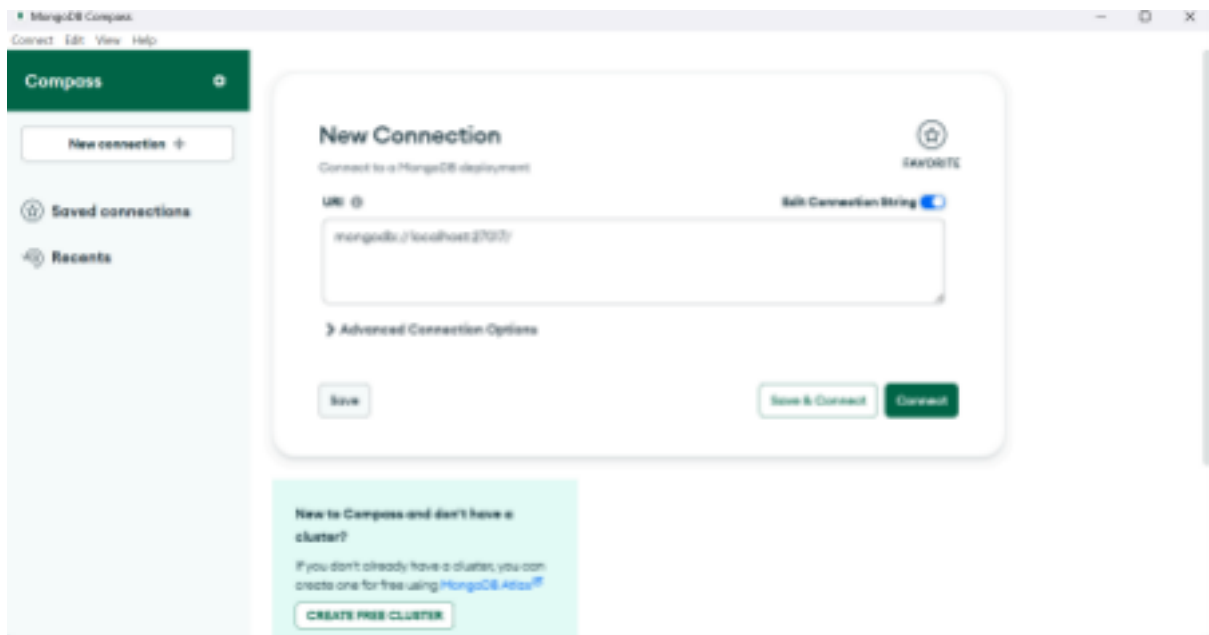 MongoDB Compass
Connect Edit View Help
Compass
New connection +
Saved connections
Recents
New Connection
Connect to a MongoDB deployment
FAVORITE
URI
Edit Connection String
mongodb://localhost:27017/
Advanced Connection Options
Save
Save & Connect
Connect
New to Compass and don't have a
cluster?
If you don't already have a cluster, you can
create one for free using MongoDB Atlas
CREATE FREE CLUSTER